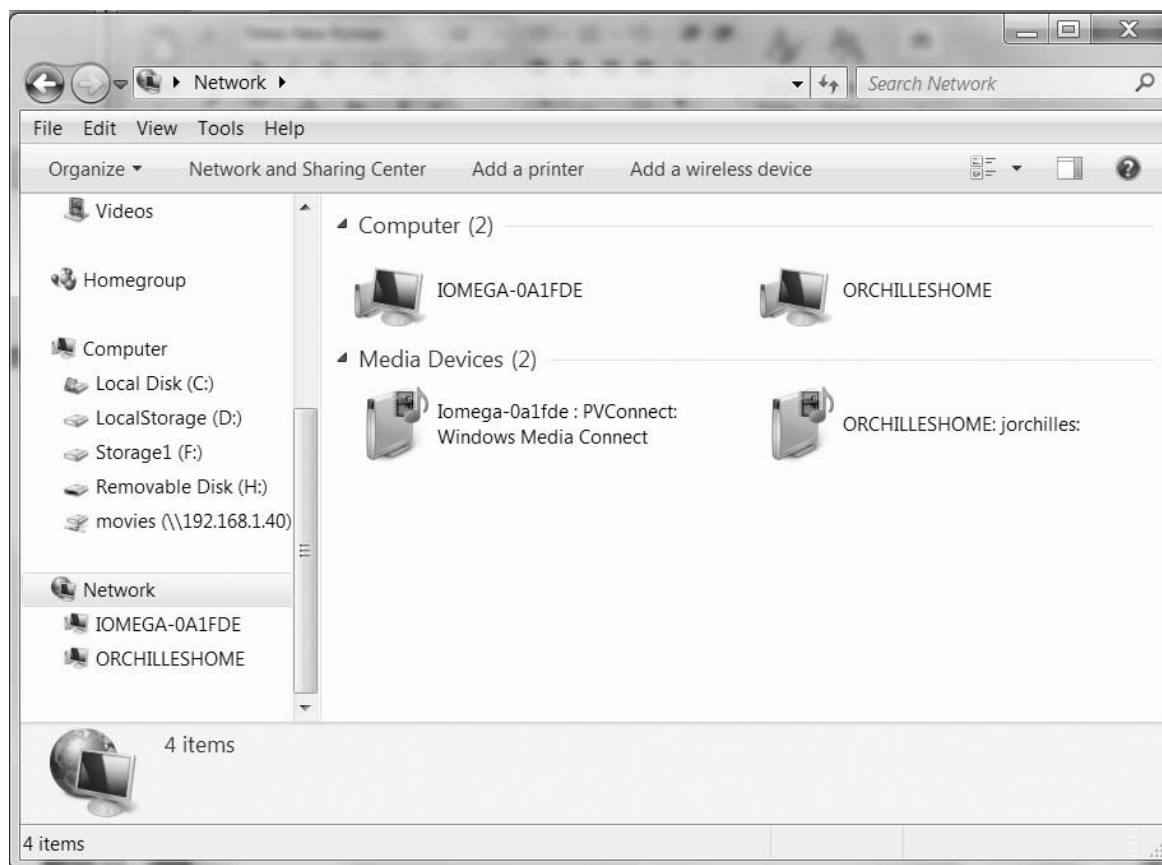 Network
Search Network
File Edit View Tools Help
Organize Network and Sharing Center Add a printer Add a wireless device
Videos
Homegroup
Computer
Local Disk (C:)
LocalStorage (D:)
Storage1 (F:)
Removable Disk (H:)
movies (\\192.168.1.40)
Network
IOMEGA-0A1FDE
ORCHILLESHOME
Computer (2)
IOMEGA-0A1FDE
ORCHILLESHOME
Media Devices (2)
Iomega-0a1fde : PVConnect:
Windows Media Connect
ORCHILLESHOME: jorchilles:
4 items
4 items